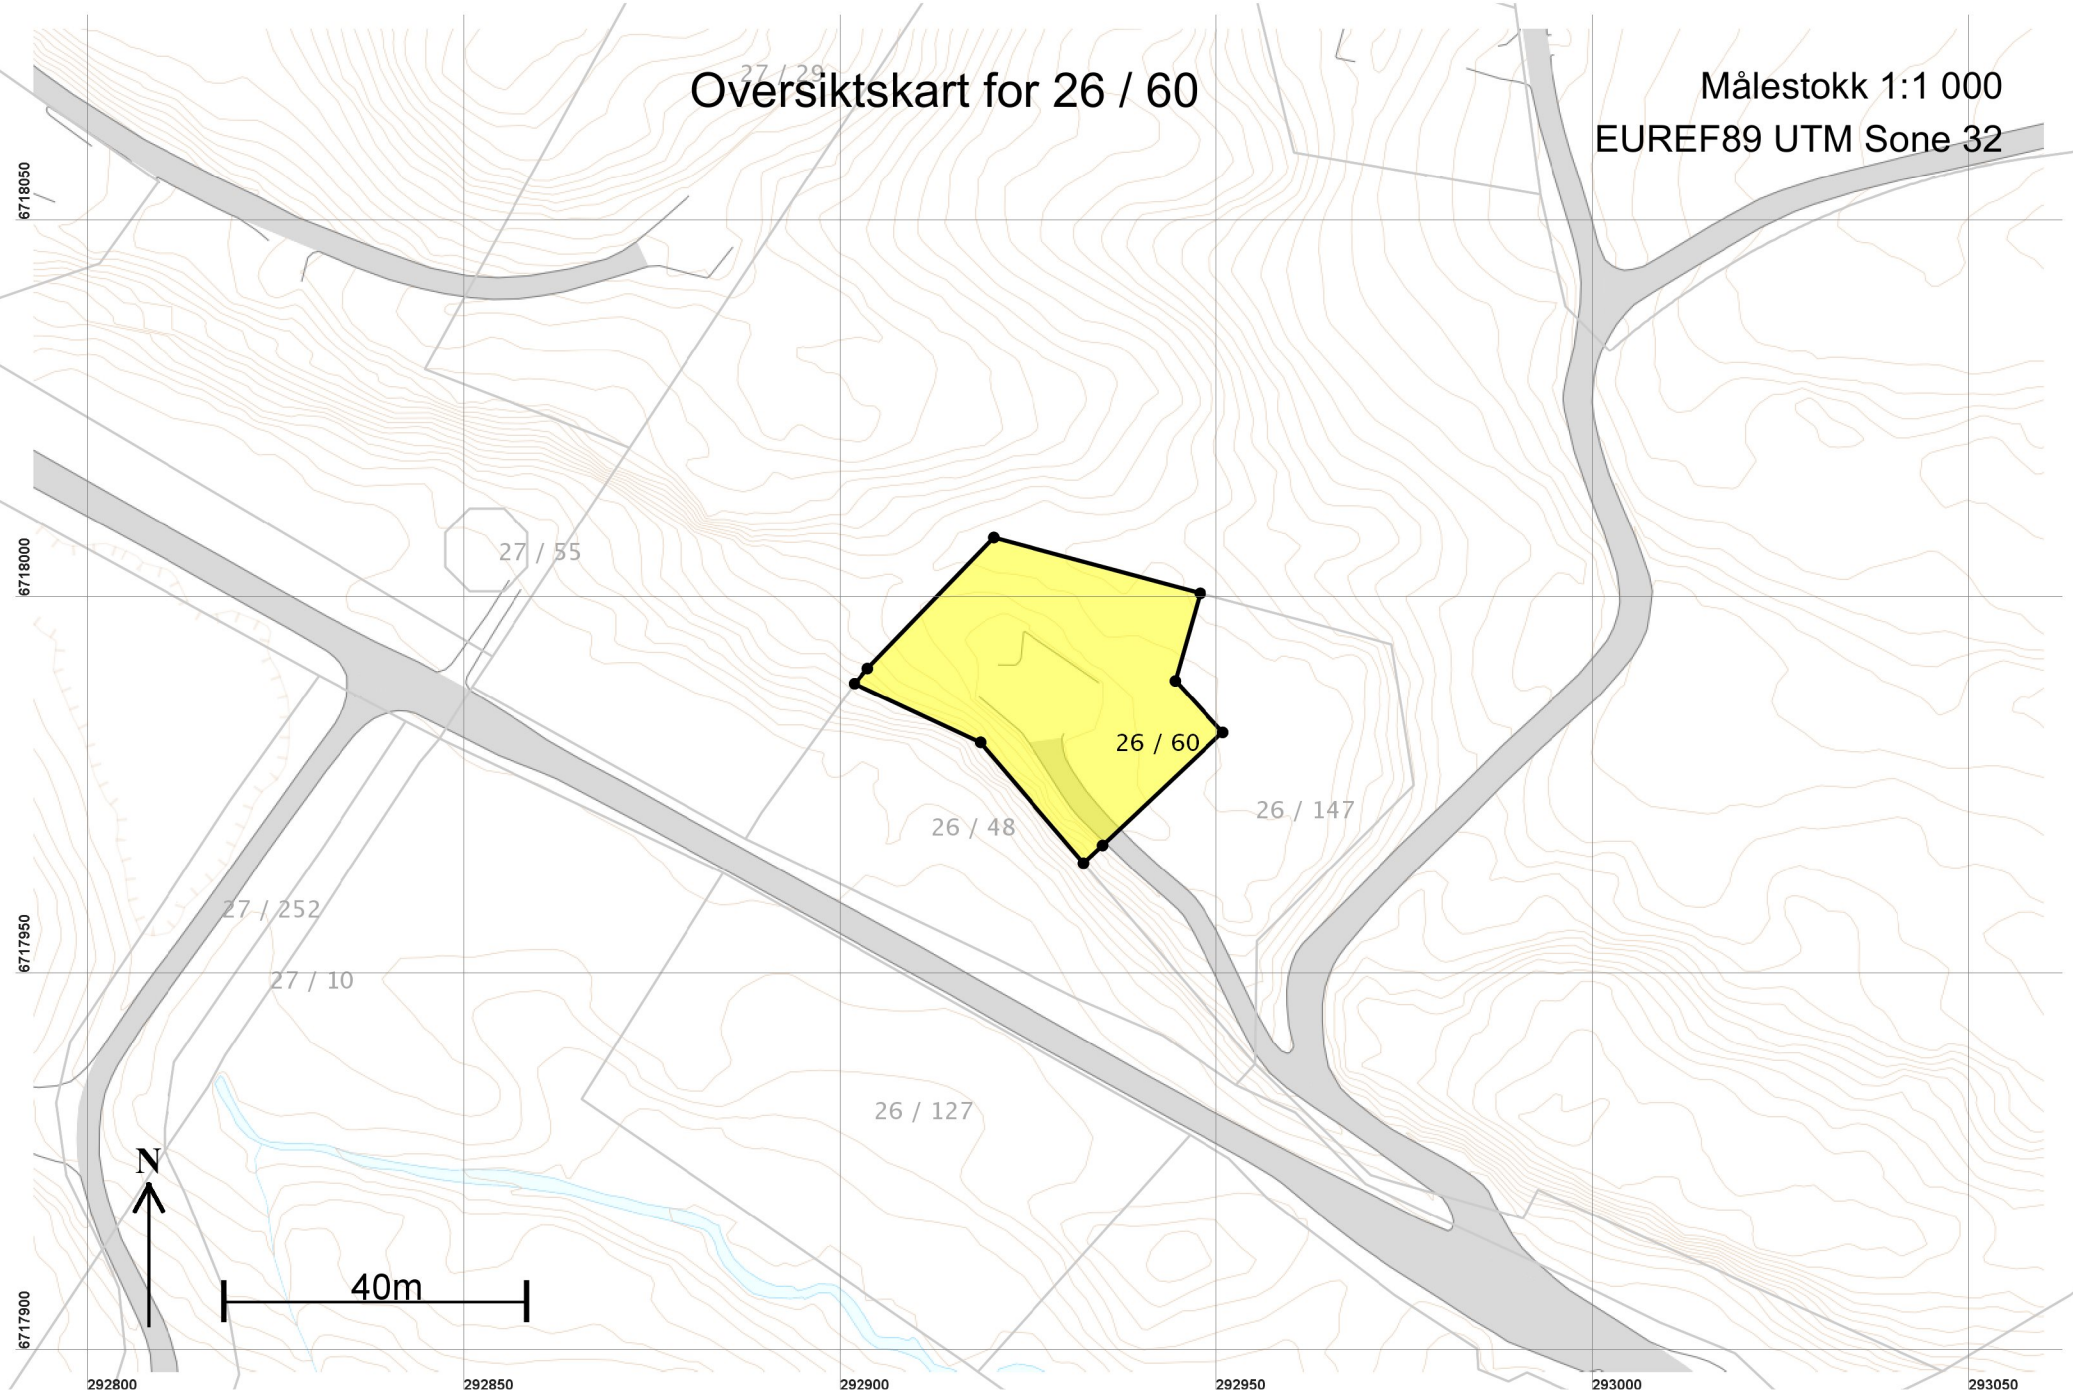 27 / 29
Oversiktskart for 26 / 60
Målestokk 1:1 000
EUREF89 UTM Sone 32
6718050
6718000
27 / 55
26 / 60
26 / 147
26 / 48
27 / 252
6717950
27 / 10
26 / 127
N
40m
6717900
292800
292850
292900
292950
293000
293050